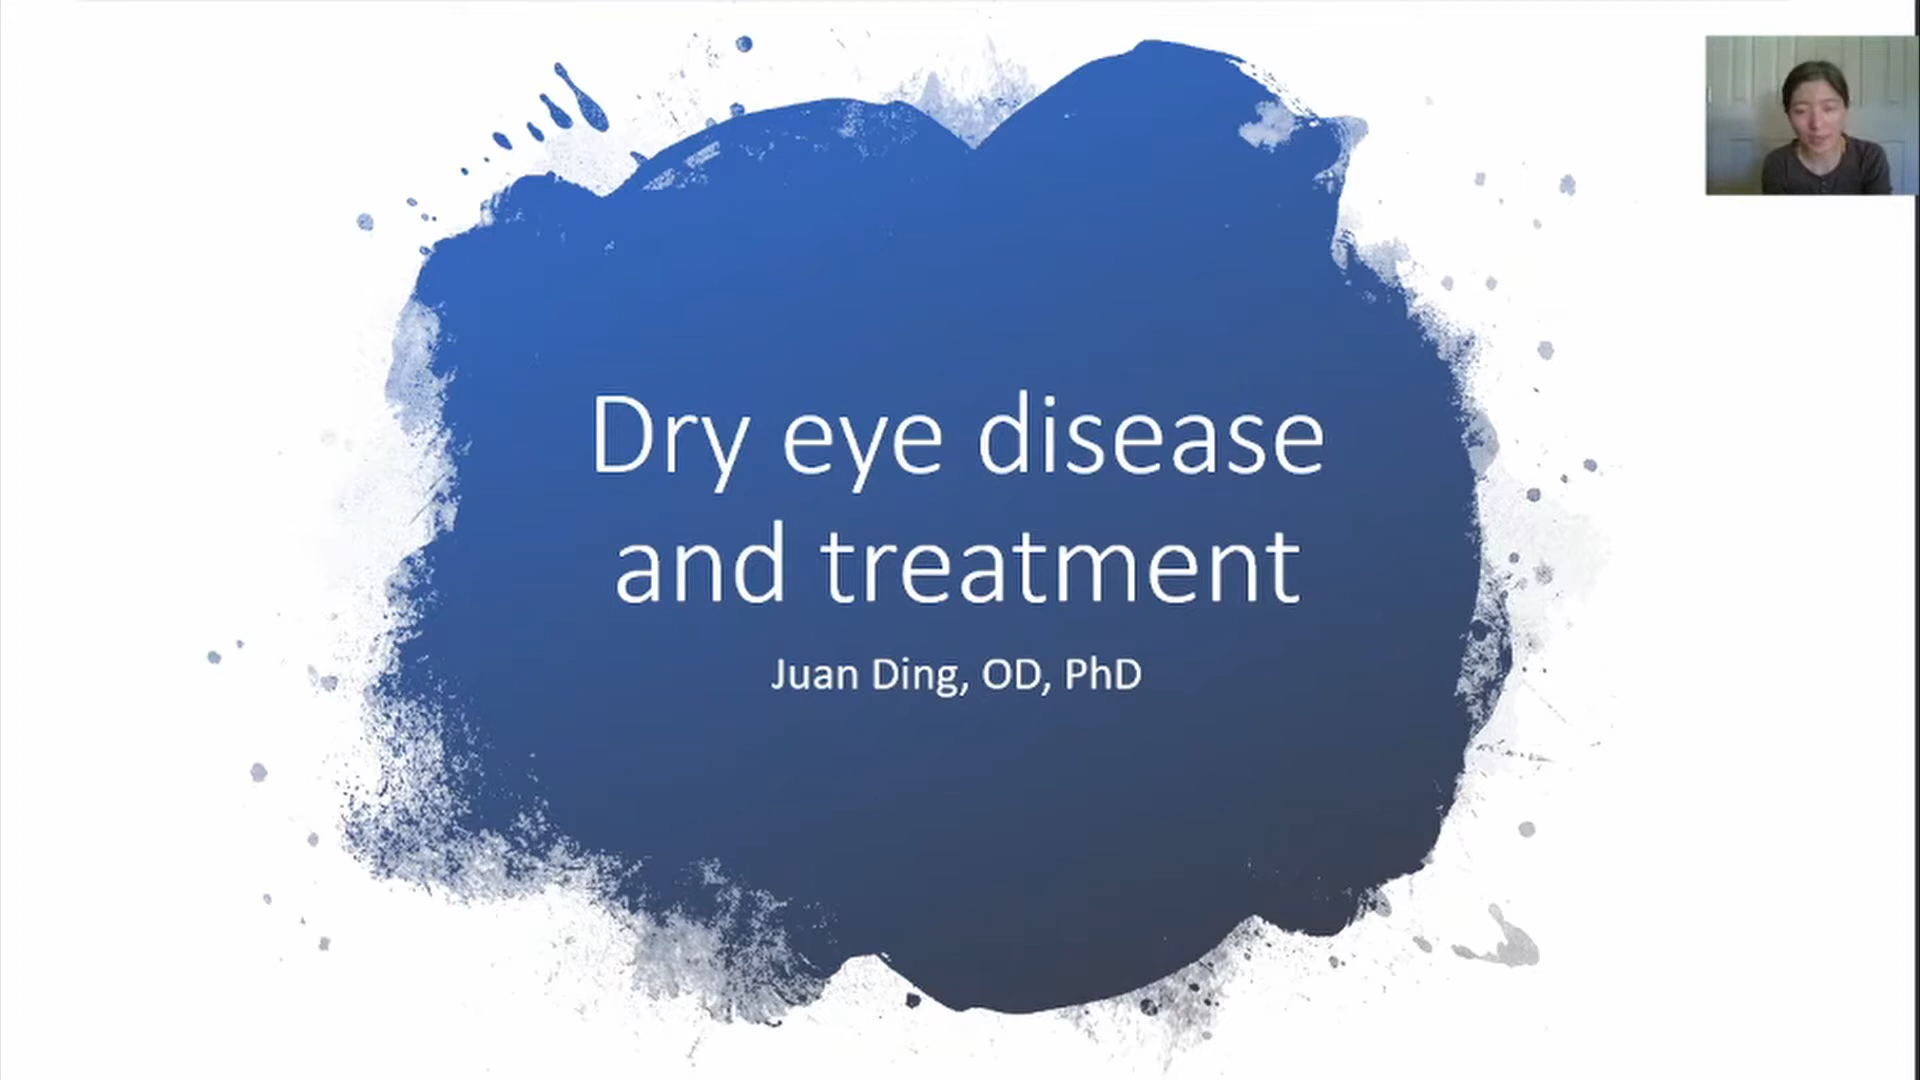 Dry eye disease
and treatment
Juan Ding, OD, PhD